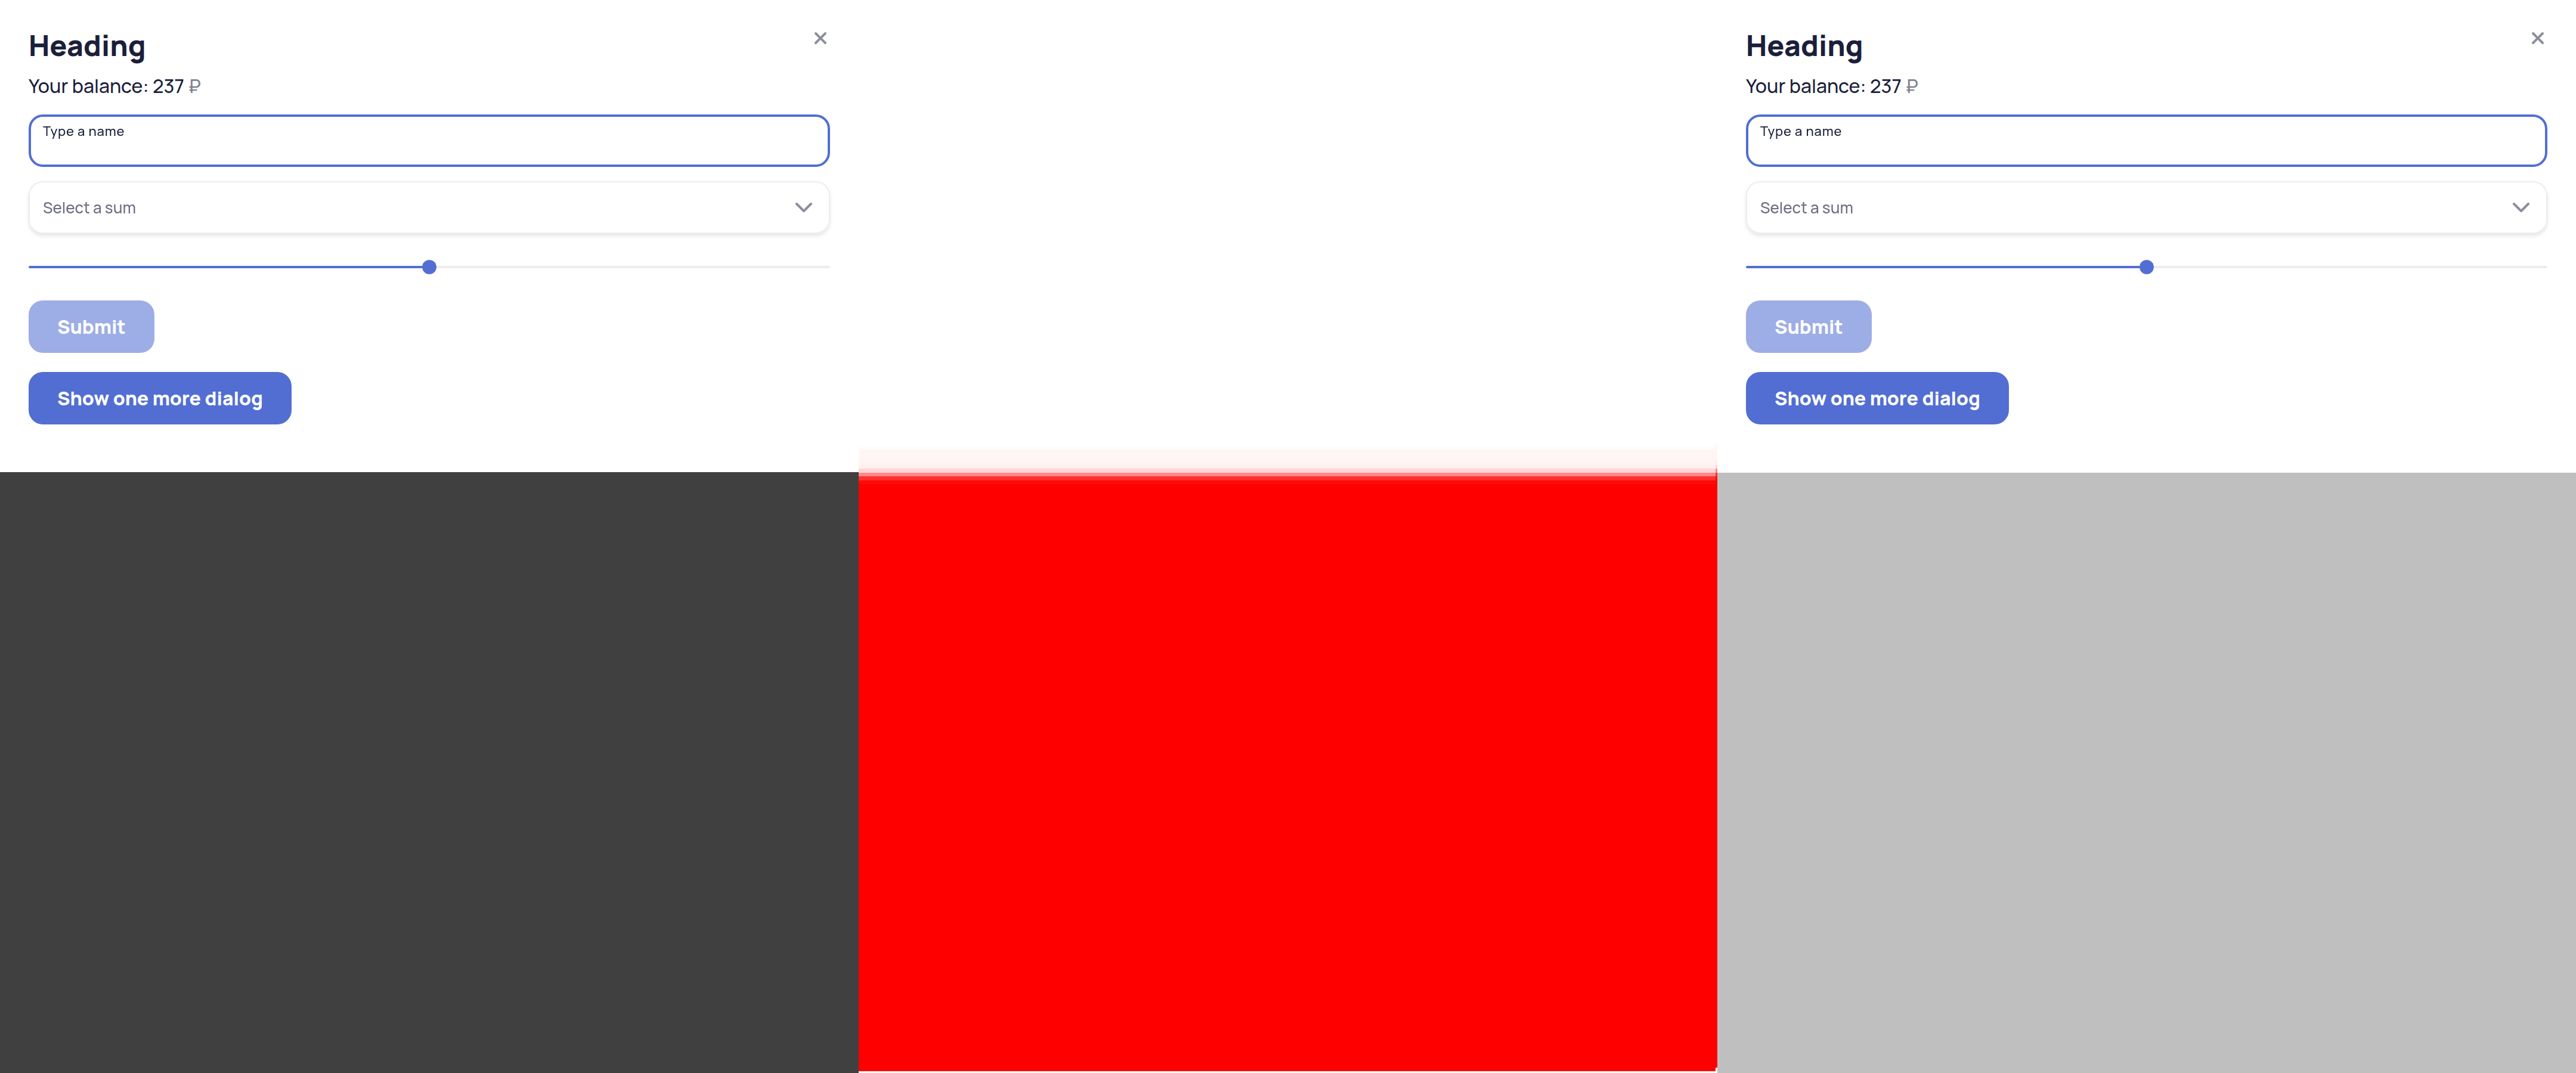 Heading
Your balance: 237 ₽
Type a name
Select a sum
Submit
Show one more dialog
Heading
Your balance: 237 ₽
Type a name
Select a sum
Submit
Show one more dialog